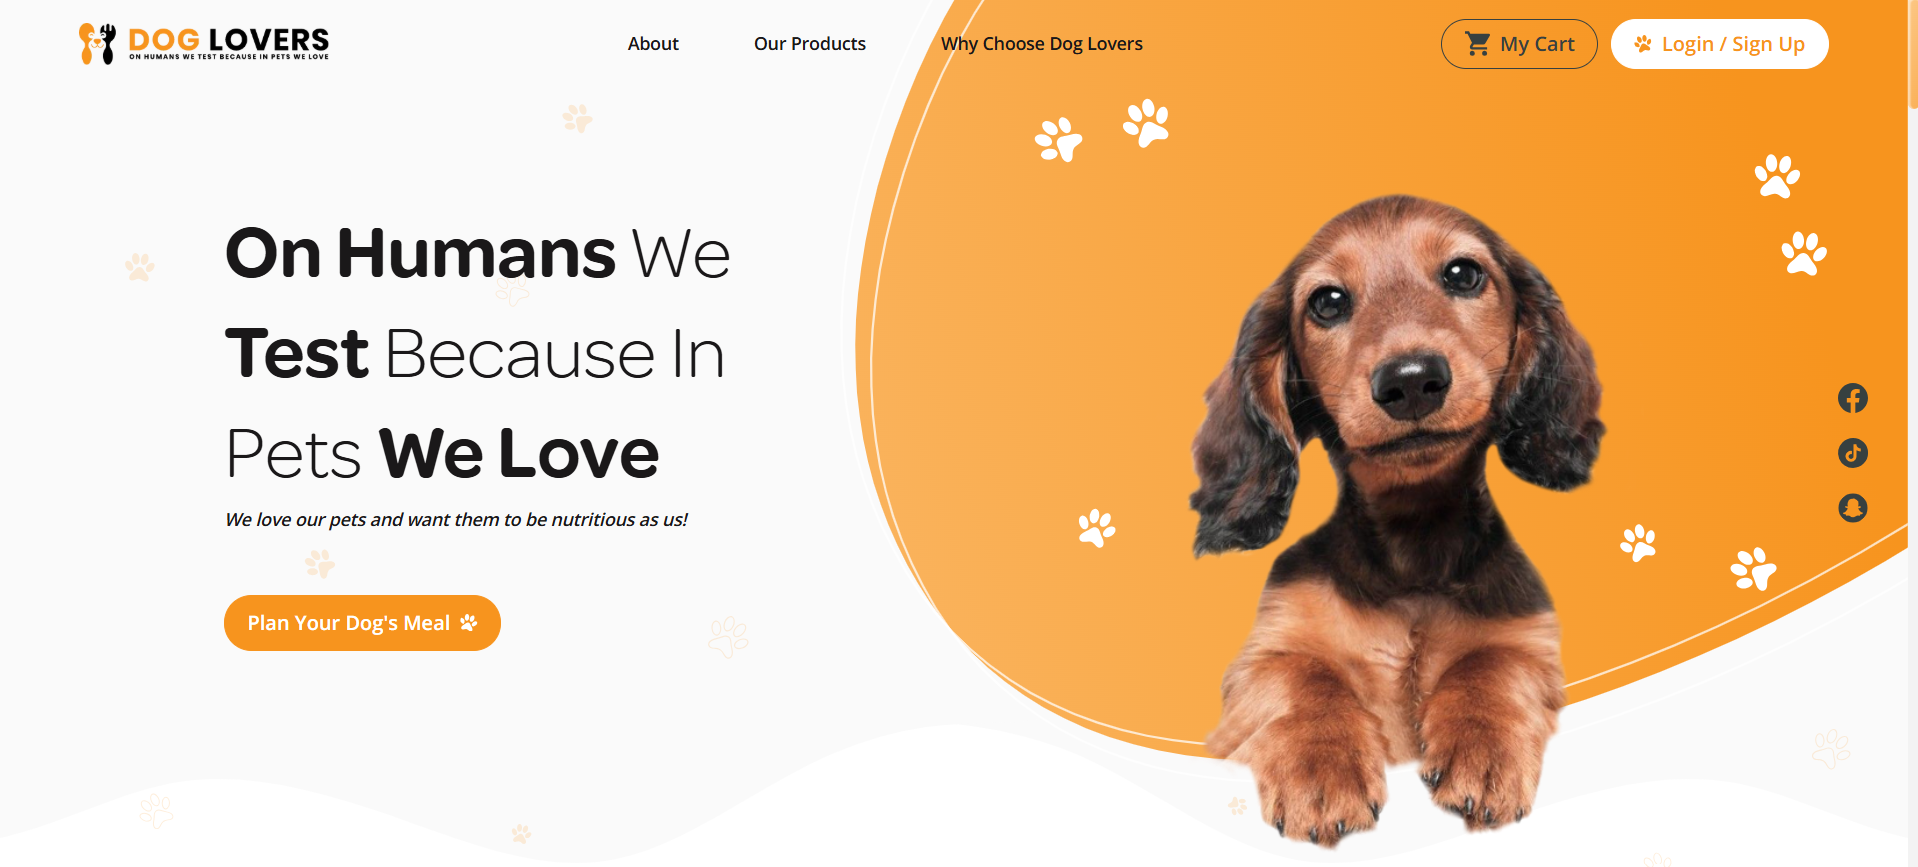 DOG LOVERS
ON HUMANS WE TEST BECAUSE IN PETS WE LOVE
About
Our Products
Why Choose Dog Lovers
My Cart
Login / Sign Up
On Humans We
Test Because In
Pets We Love
We love our pets and want them to be nutritious as us!
Plan Your Dog's Meal